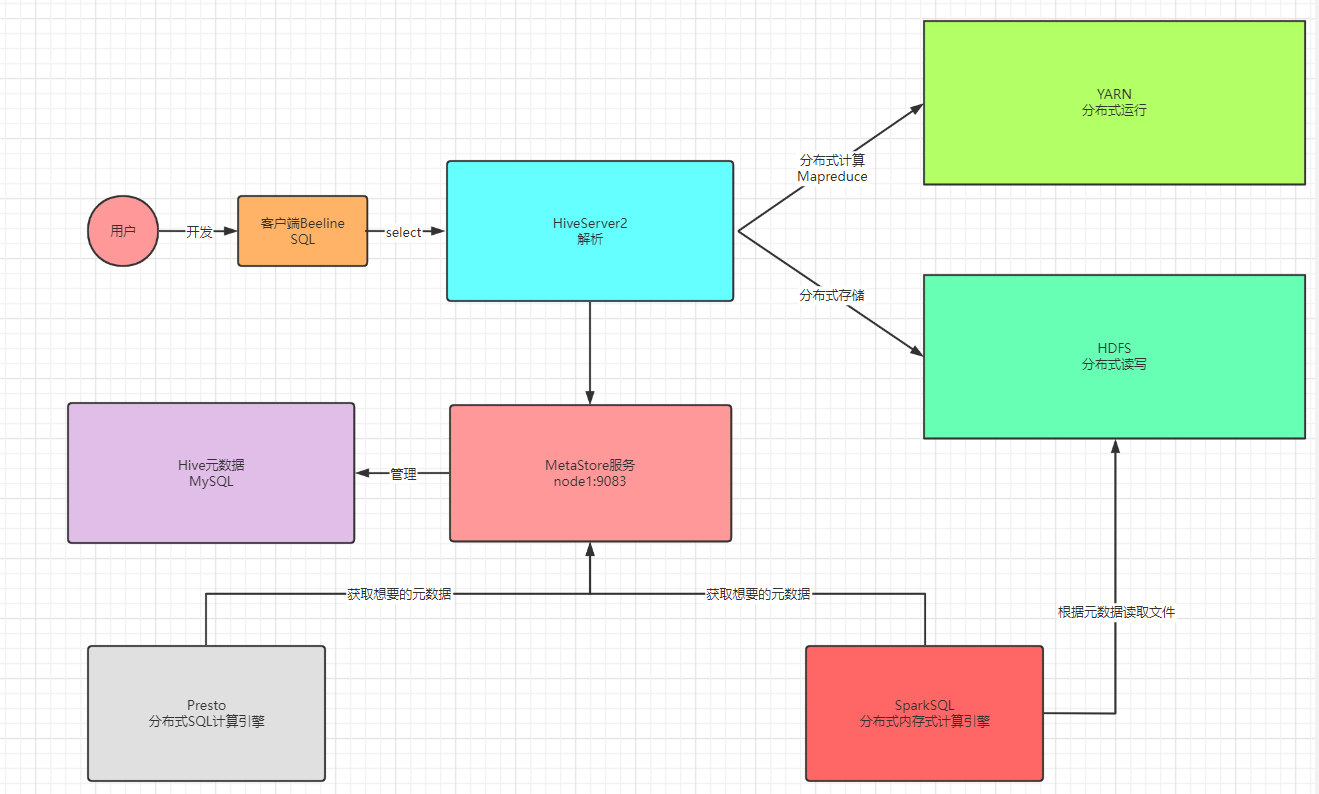 YARN
分布式运行
分布式计算
Mapreduce
用户
开发
客户端Beeline
SQL
select
HiveServer2
解析
分布式存储
HDFS
分布式读写
Hive元数据
MySQL
管理
MetaStore服务
node1:9083
获取想要的元数据
获取想要的元数据
根据元数据读取文件
Presto
分布式SQL计算引擎
SparkSQL
分布式内存式计算引擎